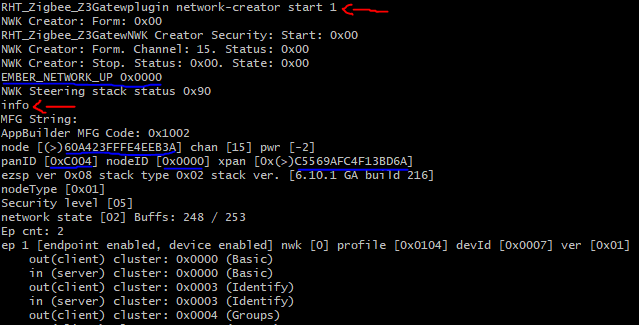 RHT_Zigbee_Z3Gatewplugin network-creator start 1
NWK Creator: Form: 0x00
RHT_Zigbee_Z3GatewNWK Creator Security: Start: 0x00
NWK Creator: Form. Channel: 15. Status: 0x00
NWK Creator: Stop. Status: 0x00. State: 0x00
EMBER_NETWORK_UP 0x0000
NWK Steering stack status 0x90
info
MFG String:
AppBuilder MFG Code: 0x1002
node [(>)60A423FFFE4EEB3A] chan [15] pwr [-2]
panID [0xC004] nodeID [0x0000] xpan [0x(>)C5569AFC4F13BD6A]
ezsp ver 0x08 stack type 0x02 stack ver. [6.10.1 GA build 216]
nodeType [0x01]
Security level [05]
network state [02] Buffs: 248 / 253
Ep cnt: 2
ep 1 [endpoint enabled, device enabled] nwk [0] profile [0x0104] devId [0x0007] ver [0x01]
out(client) cluster: 0x0000 (Basic)
in (server) cluster: 0x0000 (Basic)
out(client) cluster: 0x0003 (Identify)
in (server) cluster: 0x0003 (Identify)
out(client) cluster: 0x0004 (Groups)